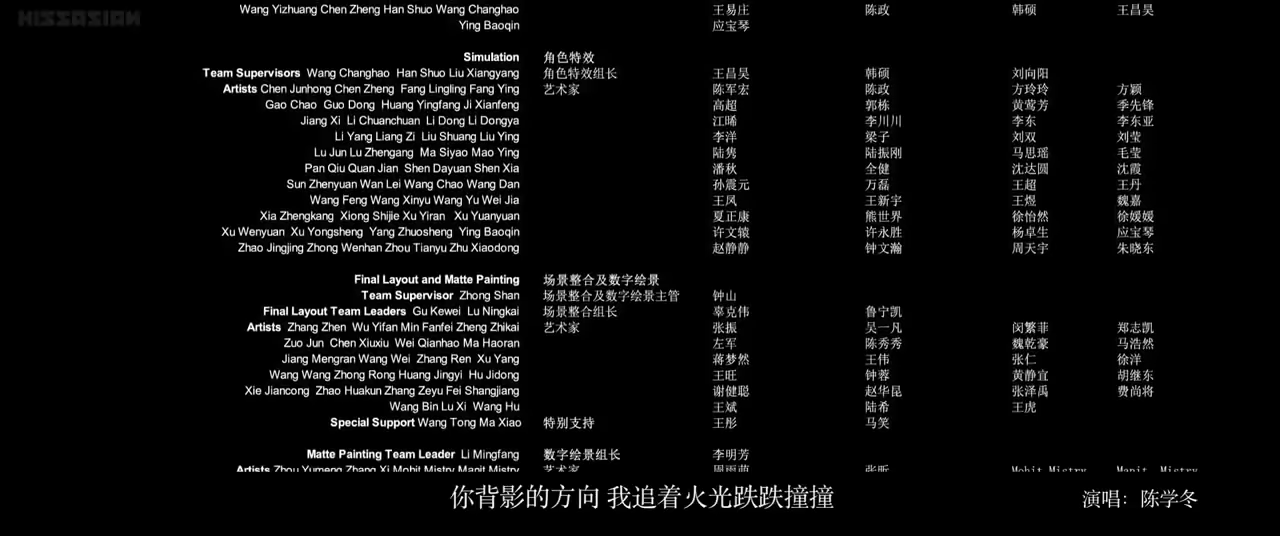 KISSASIAN
Wang Yizhuang Chen Zheng Han Shuo Wang Changhao 王易庄 陈政 韩硕 王昌昊
Ying Baoqin 应宝琴
Simulation 角色特效
Team Supervisors Wang Changhao Han Shuo Liu Xiangyang 角色特效组长 王昌昊 韩硕 刘向阳
Artists Chen Junhong Chen Zheng Fang Lingling Fang Ying 艺术家 陈军宏 陈政 方玲玲 方颖
Gao Chao Guo Dong Huang Yingfang Ji Xianfeng 高超 郭栋 黄莺芳 季先锋
Jiang Xi Li Chuanchuan Li Dong Li Dongya 江晞 李川川 李东 李东亚
Li Yang Liang Zi Liu Shuang Liu Ying 李洋 梁子 刘双 刘莹
Lu Jun Lu Zhengang Ma Siyao Mao Ying 陆隽 陆振刚 马思瑶 毛莹
Pan Qiu Quan Jian Shen Dayuan Shen Xia 潘秋 全健 沈达圆 沈霞
Sun Zhenyuan Wan Lei Wang Chao Wang Dan 孙震元 万磊 王超 王丹
Wang Feng Wang Xinyu Wang Yu Wei Jia 王凤 王新宇 王煜 魏嘉
Xia Zhengkang Xiong Shijie Xu Yiran Xu Yuanyuan 夏正康 熊世界 徐怡然 徐媛媛
Xu Wenyuan Xu Yongsheng Yang Zhuosheng Ying Baoqin 许文辕 许永胜 杨卓生 应宝琴
Zhao Jingjing Zhong Wenhan Zhou Tianyu Zhu Xiaodong 赵静静 钟文瀚 周天宇 朱晓东
Final Layout and Matte Painting 场景整合及数字绘景
Team Supervisor Zhong Shan 场景整合及数字绘景主管 钟山
Final Layout Team Leaders Gu Kewei Lu Ningkai 场景整合组长 辜克伟 鲁宁凯
Artists Zhang Zhen Wu Yifan Min Fanfei Zheng Zhikai 艺术家 张振 吴一凡 闵繁菲 郑志凯
Zuo Jun Chen Xiuxiu Wei Qianhao Ma Haoran 左军 陈秀秀 魏乾豪 马浩然
Jiang Mengran Wang Wei Zhang Ren Xu Yang 蒋梦然 王伟 张仁 徐洋
Wang Wang Zhong Rong Huang Jingyi Hu Jidong 王旺 钟蓉 黄静宜 胡继东
Xie Jiancong Zhao Huakun Zhang Zeyu Fei Shangjiang 谢健聪 赵华昆 张泽禹 费尚将
Wang Bin Lu Xi Wang Hu 王斌 陆希 王虎
Special Support Wang Tong Ma Xiao 特别支持 王彤 马笑
Matte Painting Team Leader Li Mingfang 数字绘景组长 李明芳
Artists Zhou Yumeng Zhang Xi Mohit Mistry Manit Mistry 艺术家 周雨萌 张昕 Mohit Mistry Manit Mistry
你背影的方向 我追着火光跌跌撞撞 演唱：陈学冬